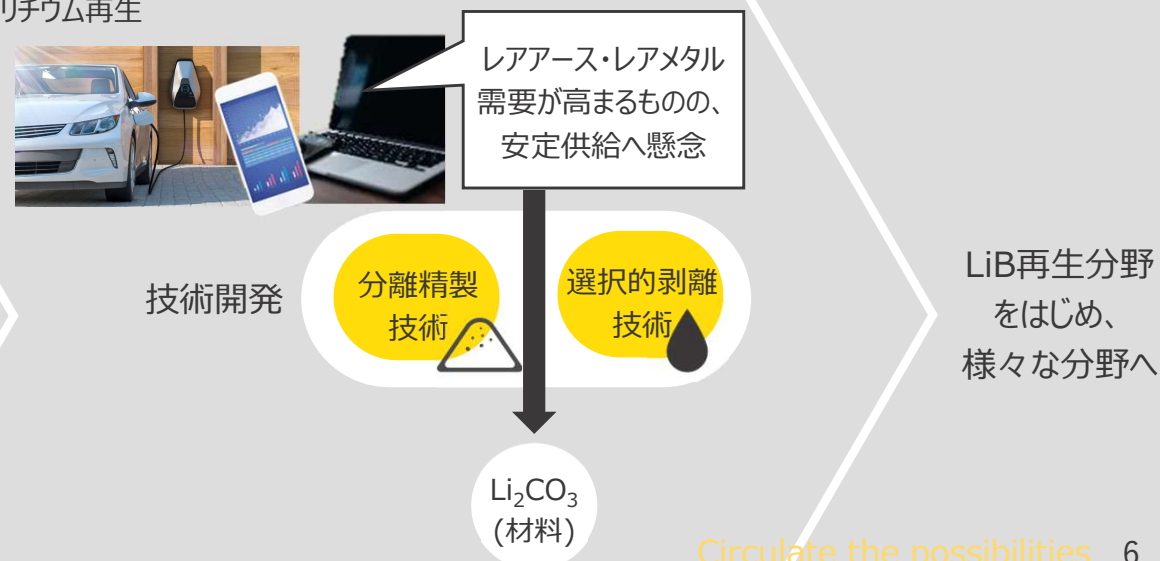 リチウム再生
レアアース・レアメタル
需要が高まるものの、
安定供給へ懸念
技術開発
分離精製
技術
選択的剥離
技術
LiB再生分野
をはじめ、
様々な分野へ
Li₂CO₃
(材料)
Circulate the possibilities 6